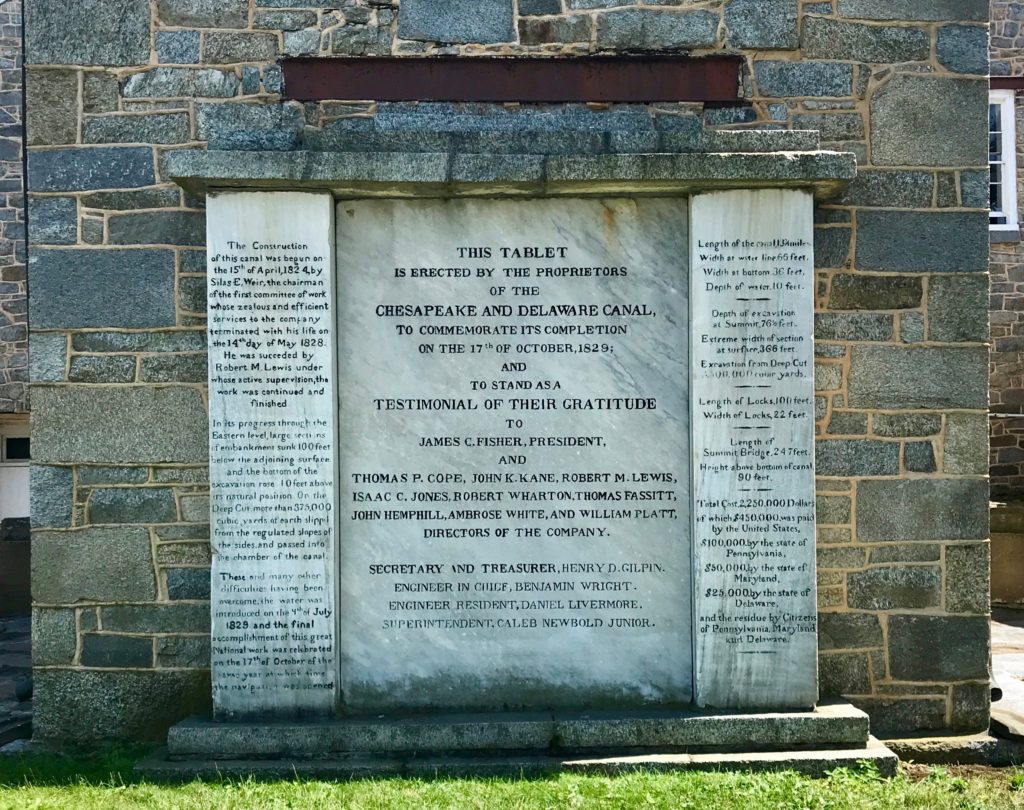 The Construction
of this canal was begun on
the 15th of April, 1824, by
Silas E. Weir, the chairman
of the first committee of work
whose zealous and efficient
services to the company
terminated with his life on
the 14th day of May 1828.
He was succeeded by
Robert M. Lewis under
whose active supervision, the
work was continued and
finished
In its progress through the
Eastern level, large sections
of embankment sunk 100 feet
below the adjoining surface
and the bottom of the
excavation rose 10 feet above
its natural position. On the
Deep Cut more than 375,000
cubic yards of earth slip'd
from the regulated slopes of
the sides, and passed into
the chamber of the canal.
These and many other
difficulties having been
overcome, the water was
introduced on the 4th of July
1829 and the final
accomplishment of this great
National work was celebrated
on the 17th of October of the
same year at which time
the navigation was opened
THIS TABLET
IS ERECTED BY THE PROPRIETORS
OF THE
CHESAPEAKE AND DELAWARE CANAL,
TO COMMEMORATE ITS COMPLETION
ON THE 17th OF OCTOBER, 1829;
AND
TO STAND AS A
TESTIMONIAL OF THEIR GRATITUDE
TO
JAMES C. FISHER, PRESIDENT,
AND
THOMAS P. COPE, JOHN K. KANE, ROBERT M. LEWIS,
ISAAC C. JONES, ROBERT WHARTON, THOMAS FASSITT,
JOHN HEMPHILL, AMBROSE WHITE, AND WILLIAM PLATT,
DIRECTORS OF THE COMPANY.
SECRETARY AND TREASURER, HENRY D. GILPIN.
ENGINEER IN CHIEF, BENJAMIN WRIGHT.
ENGINEER RESIDENT, DANIEL LIVERMORE.
SUPERINTENDENT, CALEB NEWBOLD JUNIOR.
Length of the canal, miles
Width at water line 66 feet.
Width at bottom 36 feet,
Depth of water, 10 feet.
Depth of excavation
at Summit, 76½ feet.
Extreme width of section
at surface, 366 feet.
Excavation from Deep Cut
yards.
Length of Locks, 100 feet.
Width of Locks, 22 feet.
Length of
Summit Bridge, 247 feet.
Height above bottom of canal
90 feet.
Total Cost, 2,250,000 Dollars
of which $450,000, was paid
by the United States,
$100,000, by the state of
Pennsylvania,
$50,000, by the state of
Maryland,
$25,000, by the state of
Delaware,
and the residue by Citizens
of Pennsylvania, Maryland
and Delaware.